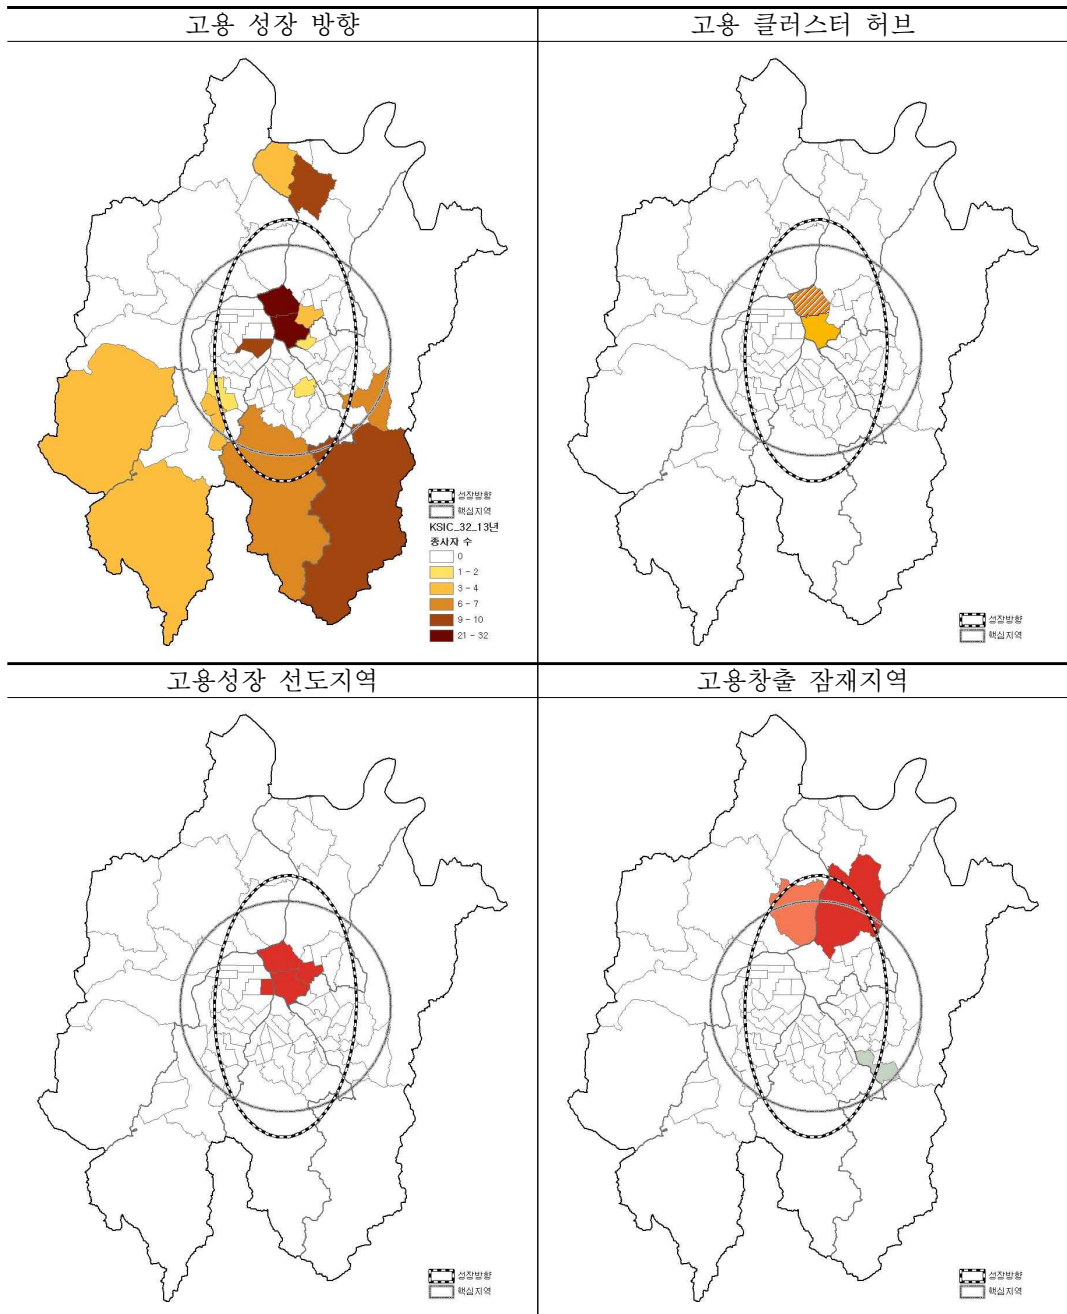 고용 성장 방향
고용 클러스터 허브
성장방향
핵심지역
KSIC_32_13년
종사자 수
0
1 - 2
3 - 4
6 - 7
9 - 10
21 - 32
성장방향
핵심지역
고용성장 선도지역
고용창출 잠재지역
성장방향
핵심지역
성장방향
핵심지역